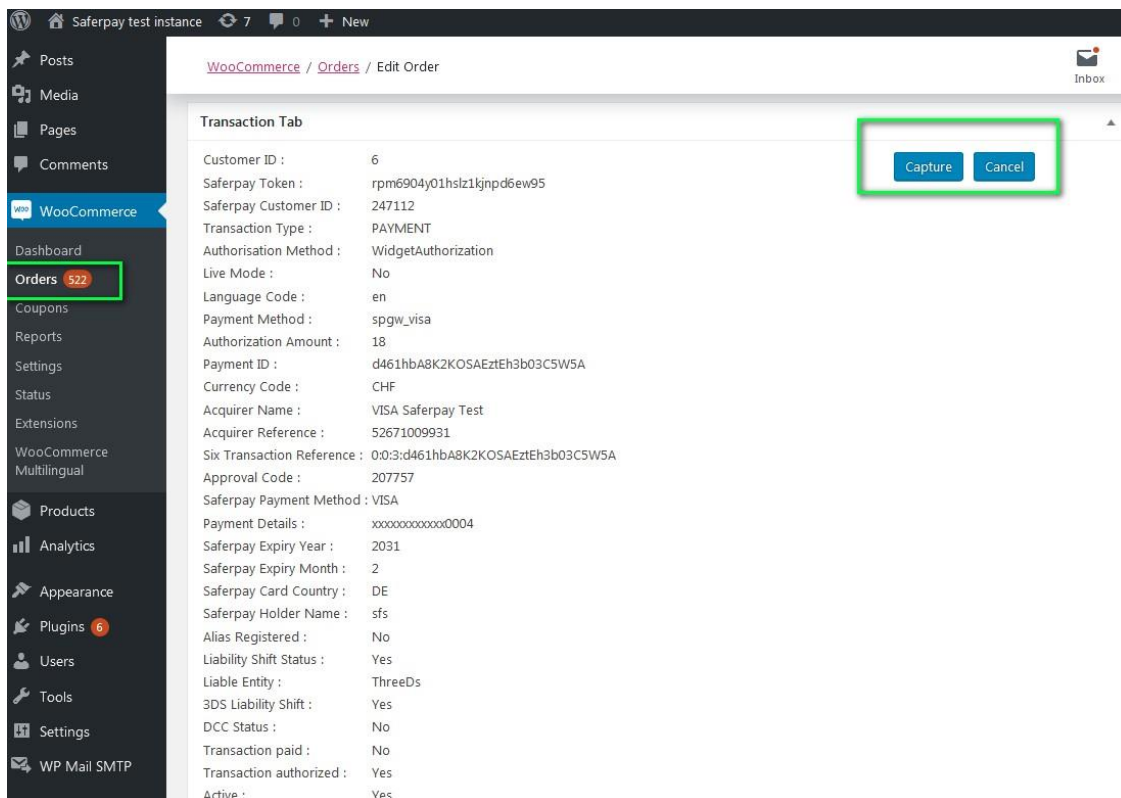 Saferpay test instance 7 0 + New
Posts
Media
Pages
Comments
WooCommerce
Dashboard
Orders 522
Coupons
Reports
Settings
Status
Extensions
WooCommerce
Multilingual
Products
Analytics
Appearance
Plugins 6
Users
Tools
Settings
WP Mail SMTP
WooCommerce / Orders / Edit Order
Inbox
Transaction Tab
Capture Cancel
Customer ID : 6
Saferpay Token : rpm6904y01hslz1kjnpd6ew95
Saferpay Customer ID : 247112
Transaction Type : PAYMENT
Authorisation Method : WidgetAuthorization
Live Mode : No
Language Code : en
Payment Method : spgw_visa
Authorization Amount : 18
Payment ID : d461hbA8K2KOSAEztEh3b03C5W5A
Currency Code : CHF
Acquirer Name : VISA Saferpay Test
Acquirer Reference : 52671009931
Six Transaction Reference : 0:0:3:d461hbA8K2KOSAEztEh3b03C5W5A
Approval Code : 207757
Saferpay Payment Method : VISA
Payment Details : xxxxxxxxxxxx0004
Saferpay Expiry Year : 2031
Saferpay Expiry Month : 2
Saferpay Card Country : DE
Saferpay Holder Name : sfs
Alias Registered : No
Liability Shift Status : Yes
Liable Entity : ThreeDs
3DS Liability Shift : Yes
DCC Status : No
Transaction paid : No
Transaction authorized : Yes
Active : Yes